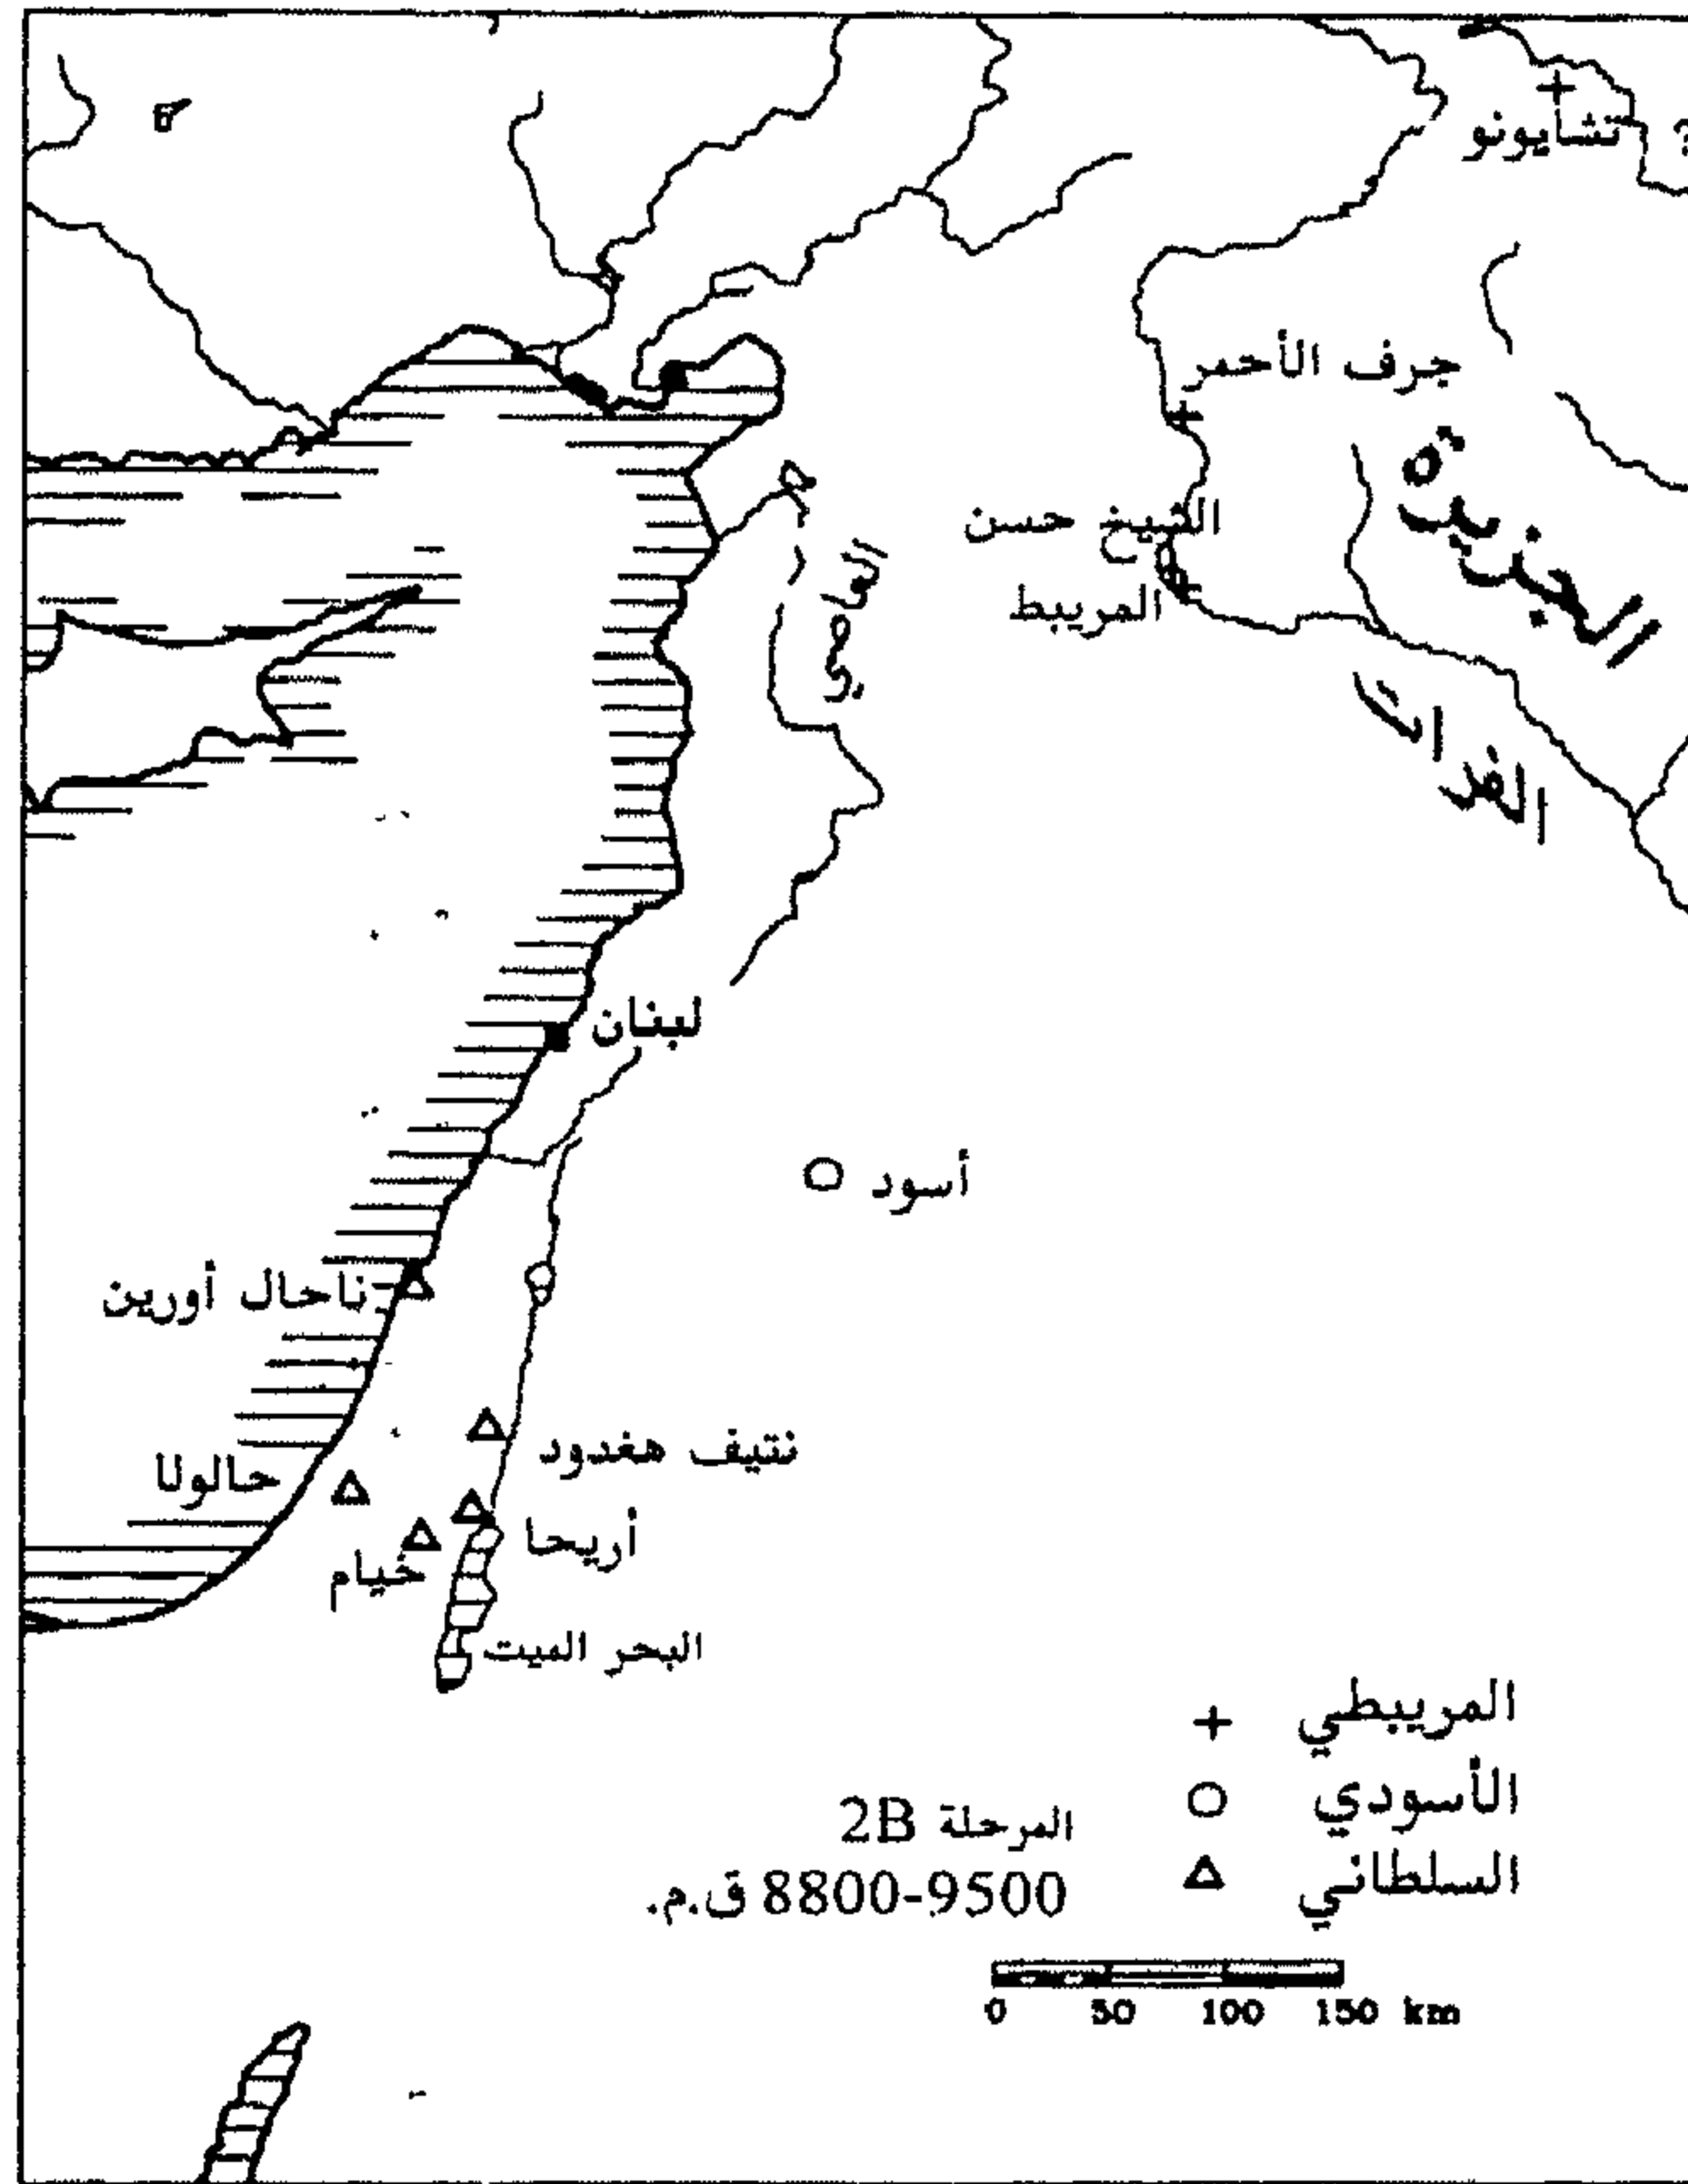 تشايونو ?
جرف الأحمر
الجزيرة
الشيخ حسن
المريبط
الفرات
لبنان
أسود
ناحال أورين
نتيف هغدود
حالولا
أريحا
خيام
البحر الميت
المريبطي
الأسودي
السلطاني
المرحلة 2B
8800-9500 ق.م.
0 50 100 150 km